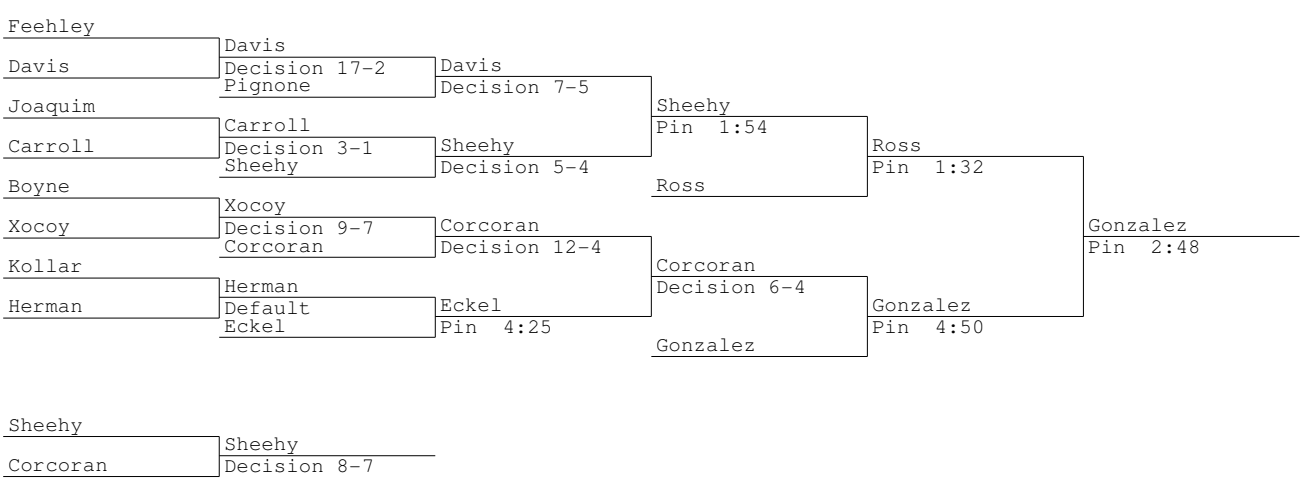 Feehley
Davis
Davis
Decision 17-2
Pignone
Davis
Decision 7-5
Joaquim
Carroll
Carroll
Decision 3-1
Sheehy
Sheehy
Decision 5-4
Sheehy
Pin 1:54
Ross
Ross
Pin 1:32
Boyne
Xocoy
Xocoy
Decision 9-7
Corcoran
Corcoran
Decision 12-4
Kollar
Herman
Herman
Default
Eckel
Eckel
Pin 4:25
Corcoran
Decision 6-4
Gonzalez
Gonzalez
Pin 4:50
Gonzalez
Pin 2:48
Sheehy
Corcoran
Sheehy
Decision 8-7